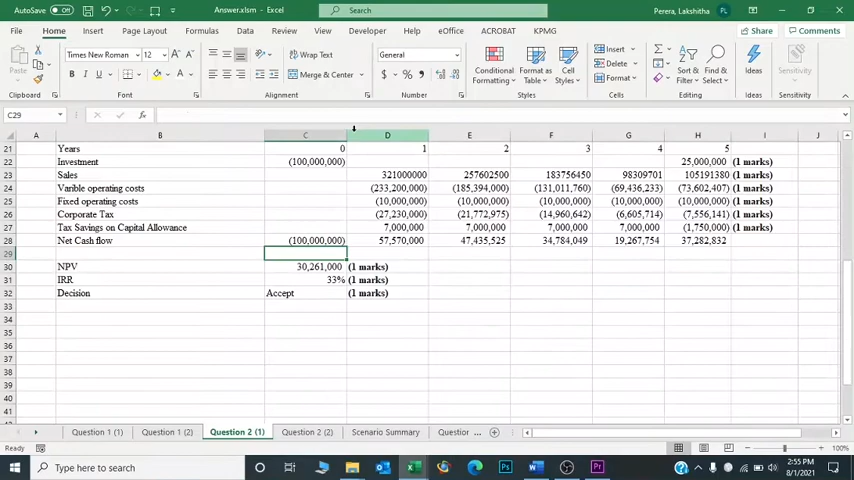 AutoSave Off Answer.xlsm - Excel Search Perera, Lakshitha PL
File Home Insert Page Layout Formulas Data Review View Developer Help eOffice ACROBAT KPMG Share Comments
Times New Roman 12 A A Wrap Text General Insert Σ
Paste B I U A Merge & Center $ % Conditional Formatting Format as Table Cell Styles Delete Format Sort & Filter Find & Select Ideas Sensitivity
Clipboard Font Alignment Number Styles Cells Editing Ideas Sensitivity
C29 fx
A B C D E F G H I J
21 Years 0 1 2 3 4 5
22 Investment (100,000,000) 25,000,000 (1 marks)
23 Sales 321000000 257602500 183756450 98309701 105191380 (1 marks)
24 Varible operating costs (233,200,000) (185,394,000) (131,011,760) (69,436,233) (73,602,407) (1 marks)
25 Fixed operating costs (10,000,000) (10,000,000) (10,000,000) (10,000,000) (10,000,000) (1 marks)
26 Corporate Tax (27,230,000) (21,772,975) (14,960,642) (6,605,714) (7,556,141) (1 marks)
27 Tax Savings on Capital Allowance 7,000,000 7,000,000 7,000,000 7,000,000 (1,750,000) (1 marks)
28 Net Cash flow (100,000,000) 57,570,000 47,435,525 34,784,049 19,267,754 37,282,832
29
30 NPV 30,261,000 (1 marks)
31 IRR 33% (1 marks)
32 Decision Accept (1 marks)
33
34
35
36
37
38
39
40
41
Question 1 (1) Question 1 (2) Question 2 (1) Question 2 (2) Scenario Summary Question ...
Ready 100%
Type here to search 2:55 PM
8/1/2021